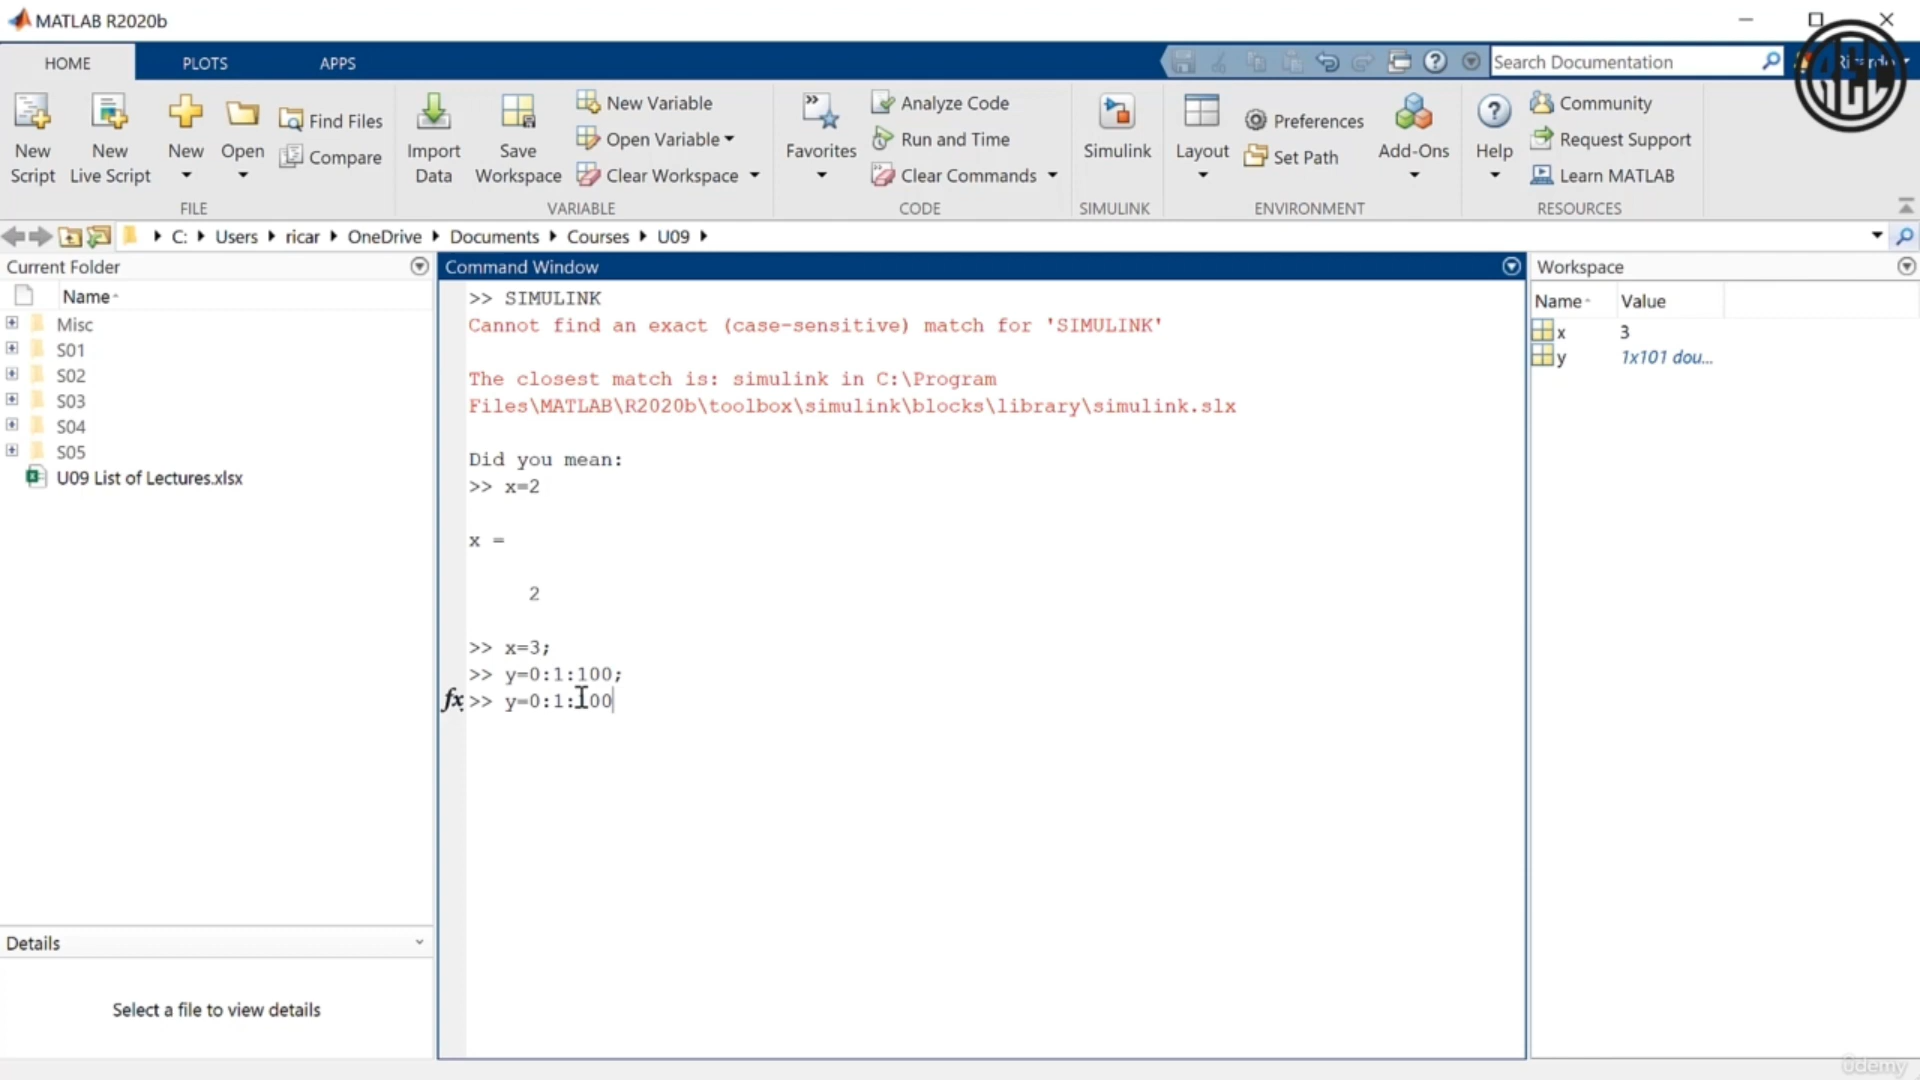 MATLAB R2020b
HOME PLOTS APPS
Search Documentation
REC
New Script
New Live Script
New
Open
Find Files
Compare
FILE
Import Data
Save Workspace
New Variable
Open Variable
Clear Workspace
VARIABLE
Favorites
Analyze Code
Run and Time
Clear Commands
CODE
Simulink
SIMULINK
Layout
Preferences
Set Path
Add-Ons
ENVIRONMENT
Help
Community
Request Support
Learn MATLAB
RESOURCES
C: Users ricar OneDrive Documents Courses U09
Current Folder
Name
Misc
S01
S02
S03
S04
S05
U09 List of Lectures.xlsx
Details
Select a file to view details
Command Window
>> SIMULINK
Cannot find an exact (case-sensitive) match for 'SIMULINK'
The closest match is: simulink in C:\Program
Files\MATLAB\R2020b\toolbox\simulink\blocks\library\simulink.slx
Did you mean:
>> x=2
x =
2
>> x=3;
>> y=0:1:100;
fx >> y=0:1:100
Workspace
Name Value
x 3
y 1x101 dou...
ûdemy